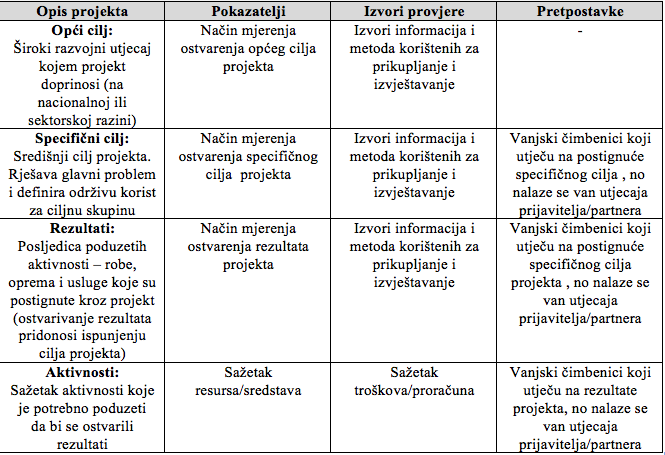 Opis projekta
Pokazatelji
Izvori provjere
Pretpostavke
Opći cilj:
Široki razvojni utjecaj
kojem projekt
doprinosi (na
nacionalnoj ili
sektorskoj razini)
Način mjerenja
ostvarenja općeg cilja
projekta
Izvori informacija i
metoda korištenih za
prikupljanje i
izvještavanje
-
Specifični cilj:
Središnji cilj projekta.
Rješava glavni problem
i definira održivu korist
za ciljnu skupinu
Način mjerenja
ostvarenja specifičnog
cilja projekta
Izvori informacija i
metoda korištenih za
prikupljanje i
izvještavanje
Vanjski čimbenici koji
utječu na postignuće
specifičnog cilja , no
nalaze se van utjecaja
prijavitelja/partnera
Rezultati:
Posljedica poduzetih
aktivnosti – robe,
oprema i usluge koje su
postignute kroz projekt
(ostvarivanje rezultata
pridonosi ispunjenju
cilja projekta)
Način mjerenja
ostvarenja rezultata
projekta
Izvori informacija i
metoda korištenih za
prikupljanje i
izvještavanje
Vanjski čimbenici koji
utječu na postignuće
specifičnog cilja
projekta , no nalaze se
van utjecaja
prijavitelja/partnera
Aktivnosti:
Sažetak aktivnosti koje
je potrebno poduzeti
da bi se ostvarili
rezultati
Sažetak
resursa/sredstava
Sažetak
troškova/proračuna
Vanjski čimbenici koji
utječu na rezultate
projekta, no nalaze se
van utjecaja
prijavitelja/partnera